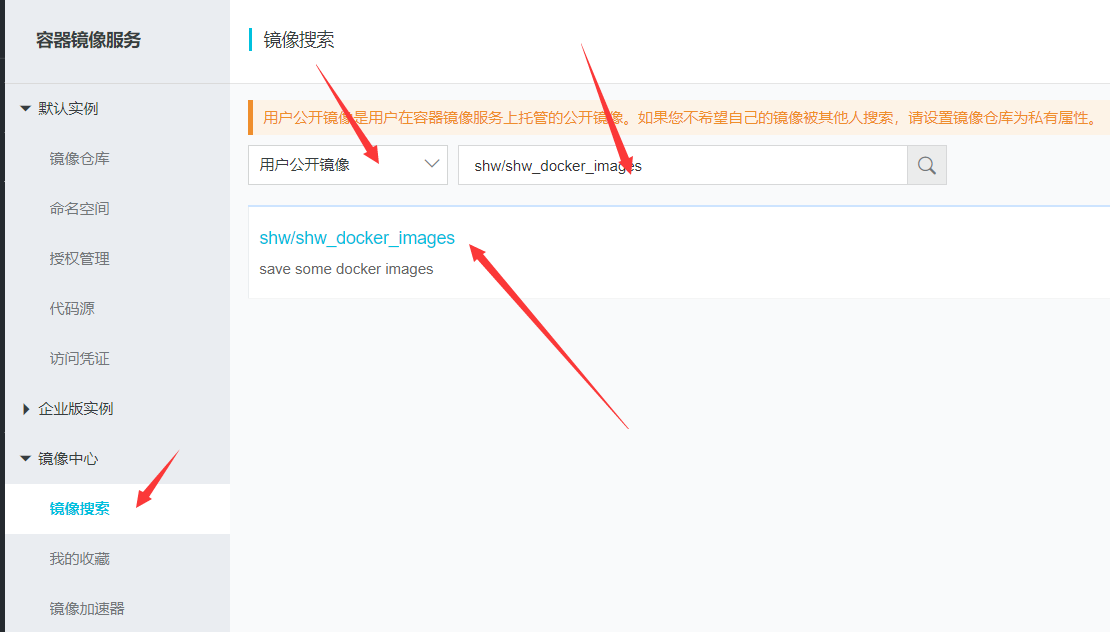 容器镜像服务
默认实例
镜像仓库
命名空间
授权管理
代码源
访问凭证
企业版实例
镜像中心
镜像搜索
我的收藏
镜像加速器
镜像搜索
用户公开镜像是用户在容器镜像服务上托管的公开镜像。如果您不希望自己的镜像被其他人搜索，请设置镜像仓库为私有属性。
用户公开镜像
shw/shw_docker_images
shw/shw_docker_images
save some docker images